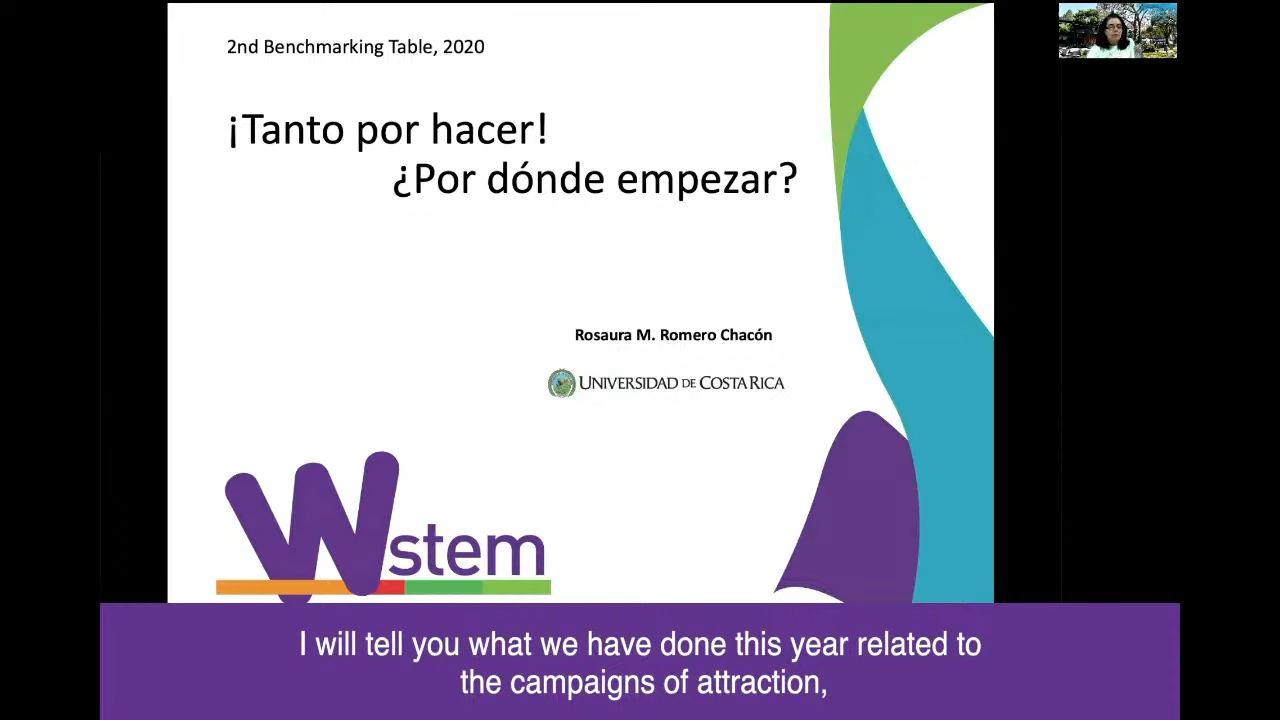 2nd Benchmarking Table, 2020
¡Tanto por hacer!
¿Por dónde empezar?
Rosaura M. Romero Chacón
UNIVERSIDAD DE COSTA RICA
Wstem
I will tell you what we have done this year related to
the campaigns of attraction,